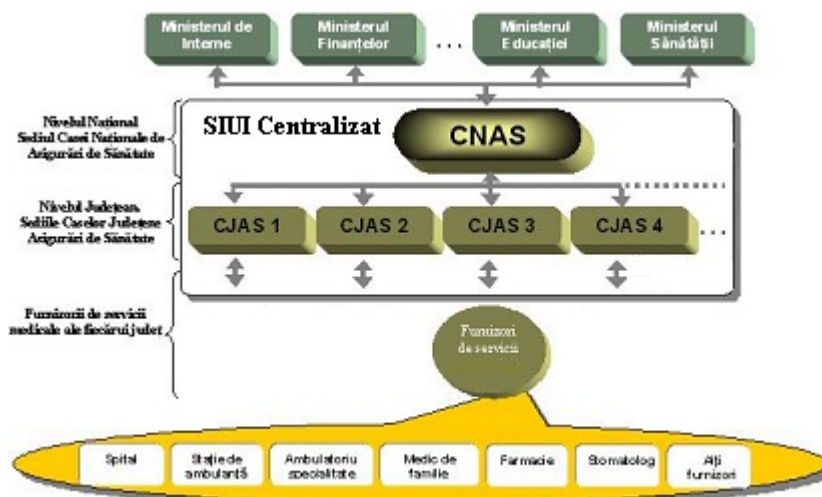 Ministerul de
Interne
Ministerul
Finanțelor
...
Ministerul
Educației
Ministerul
Sănătății
Nivelul Național
Sediul Casei Naționale de
Asigurări de Sănătate
SIUI Centralizat
CNAS
Nivelul Județean,
Sediile Caselor Județene
Asigurări de Sănătate
CJAS 1
CJAS 2
CJAS 3
CJAS 4
...
Furnizorii de servicii
medicale ale fiecărui județ
Furnizori
de servicii
Spital
Stație de
ambulanță
Ambulatoriu
specialitate
Medic de
familie
Farmacie
Stomatolog
Alți
furnizori